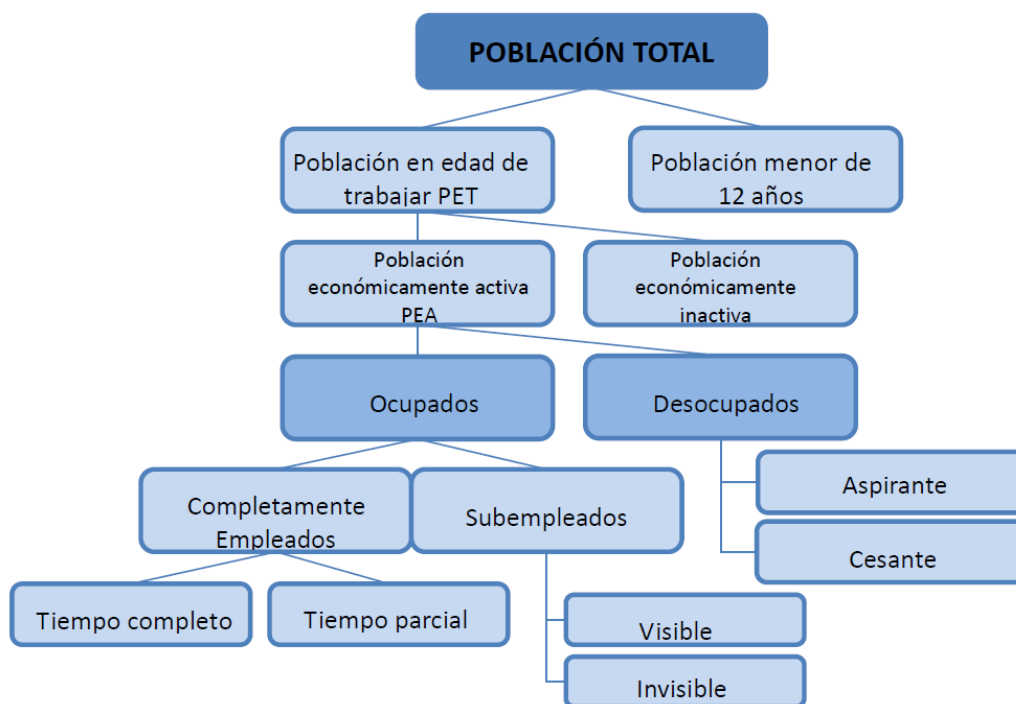 POBLACIÓN TOTAL
Población en edad de
trabajar PET
Población menor de
12 años
Población
económicamente activa
PEA
Población
económicamente
inactiva
Ocupados
Desocupados
Completamente
Empleados
Subempleados
Aspirante
Cesante
Tiempo completo
Tiempo parcial
Visible
Invisible